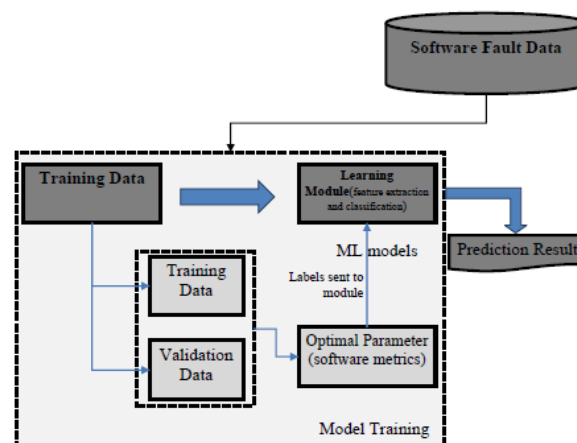 Software Fault Data
Training Data
Learning
Module(feature extraction
and classification)
Prediction Result
ML models
Labels sent to
module
Training
Data
Validation
Data
Optimal Parameter
(software metrics)
Model Training